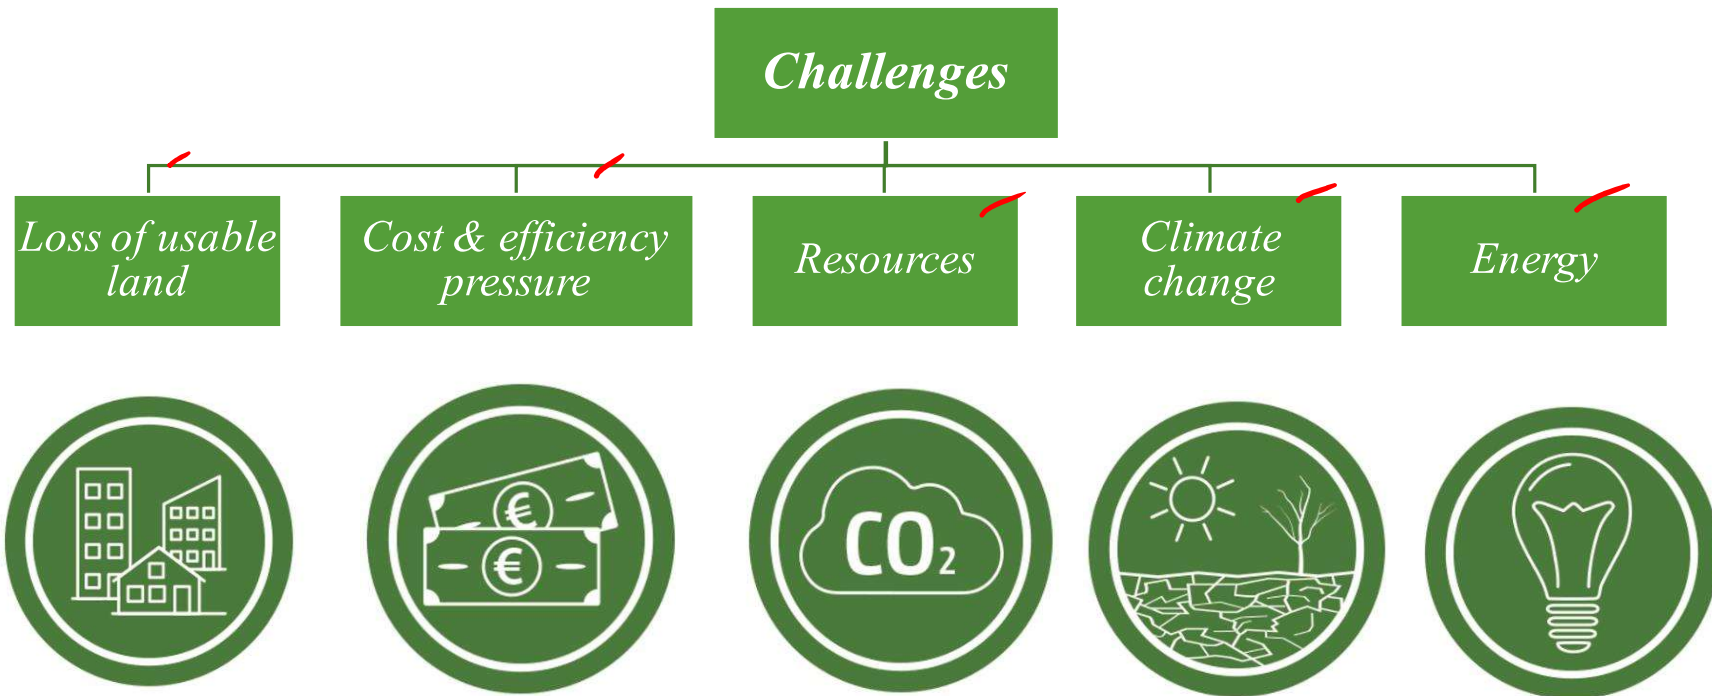 Challenges
Loss of usable
land
Cost & efficiency
pressure
Resources
Climate
change
Energy
€
€
CO₂